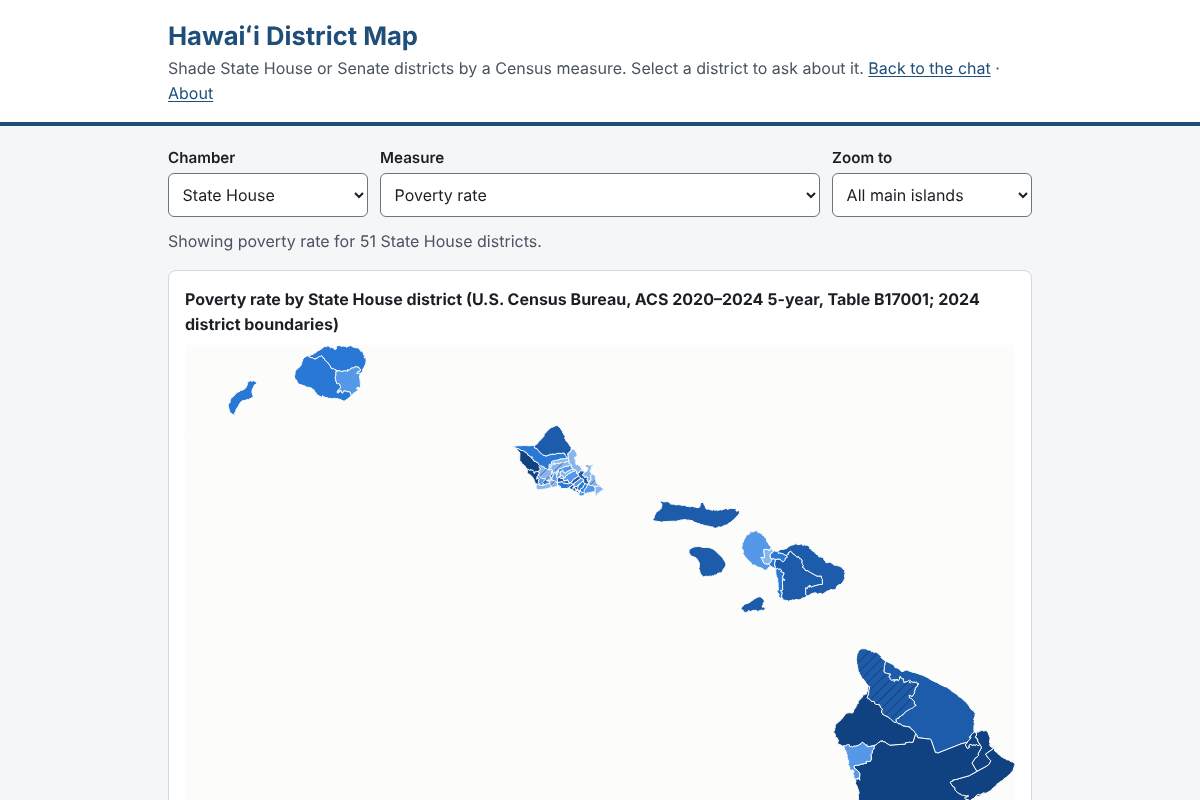 Hawaiʻi District Map
Shade State House or Senate districts by a Census measure. Select a district to ask about it. Back to the chat ·
About
Chamber
Measure
Zoom to
State House
Poverty rate
All main islands
Showing poverty rate for 51 State House districts.
Poverty rate by State House district (U.S. Census Bureau, ACS 2020–2024 5-year, Table B17001; 2024
district boundaries)